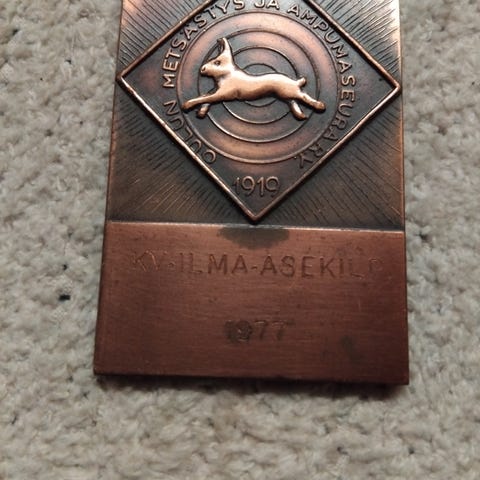 OULUN METSÄSTYS JA AMPUMASEURA RY.
1919
KV-ILMA-ASEKILP
1977